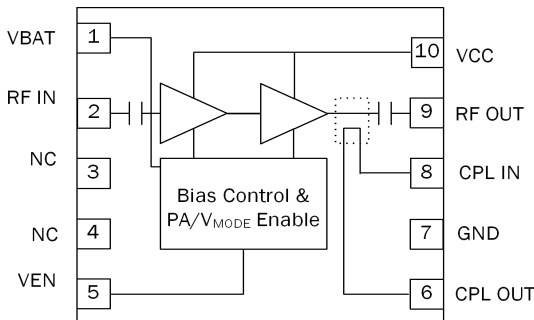 VBAT 1
10 VCC
RF IN 2
9 RF OUT
NC 3
8 CPL IN
Bias Control &
PA/VMODE Enable
NC 4
7 GND
VEN 5
6 CPL OUT